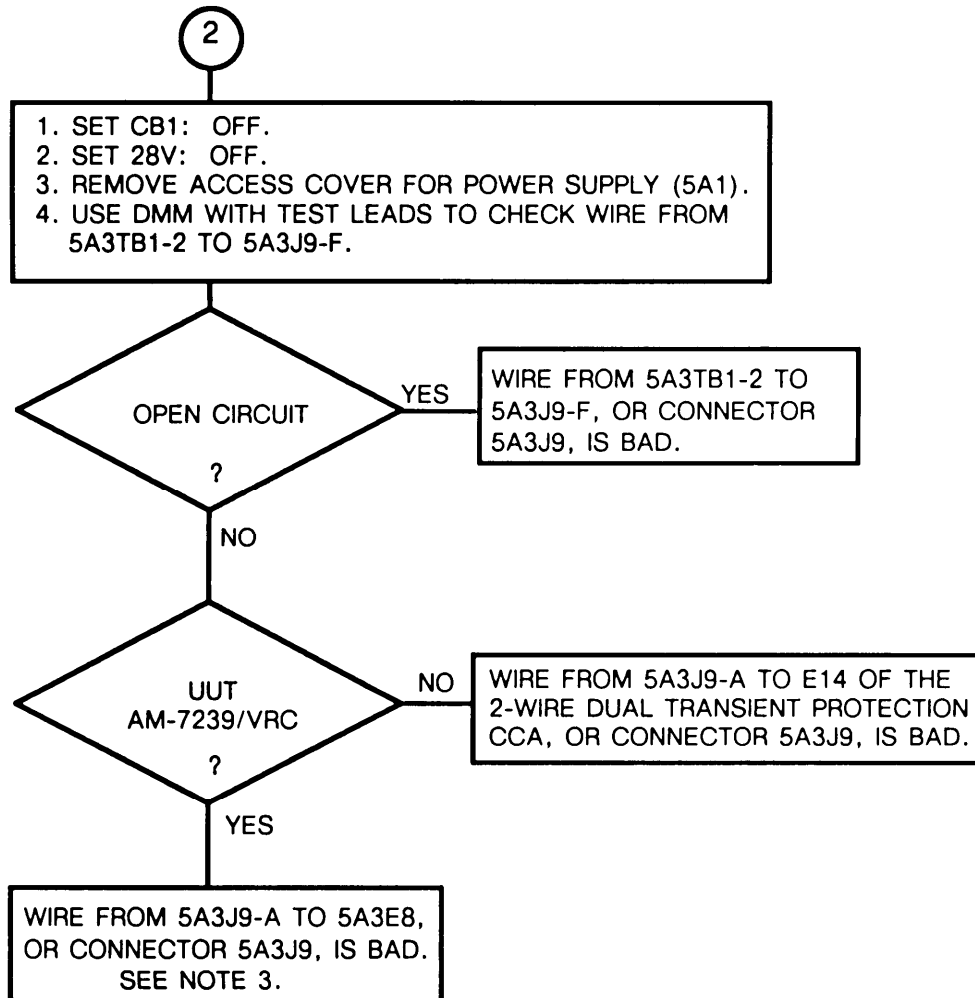 2
1. SET CB1: OFF.
2. SET 28V: OFF.
3. REMOVE ACCESS COVER FOR POWER SUPPLY (5A1).
4. USE DMM WITH TEST LEADS TO CHECK WIRE FROM
5A3TB1-2 TO 5A3J9-F.
OPEN CIRCUIT
?
YES
WIRE FROM 5A3TB1-2 TO
5A3J9-F, OR CONNECTOR
5A3J9, IS BAD.
NO
UUT
AM-7239/VRC
?
NO
WIRE FROM 5A3J9-A TO E14 OF THE
2-WIRE DUAL TRANSIENT PROTECTION
CCA, OR CONNECTOR 5A3J9, IS BAD.
YES
WIRE FROM 5A3J9-A TO 5A3E8,
OR CONNECTOR 5A3J9, IS BAD.
SEE NOTE 3.